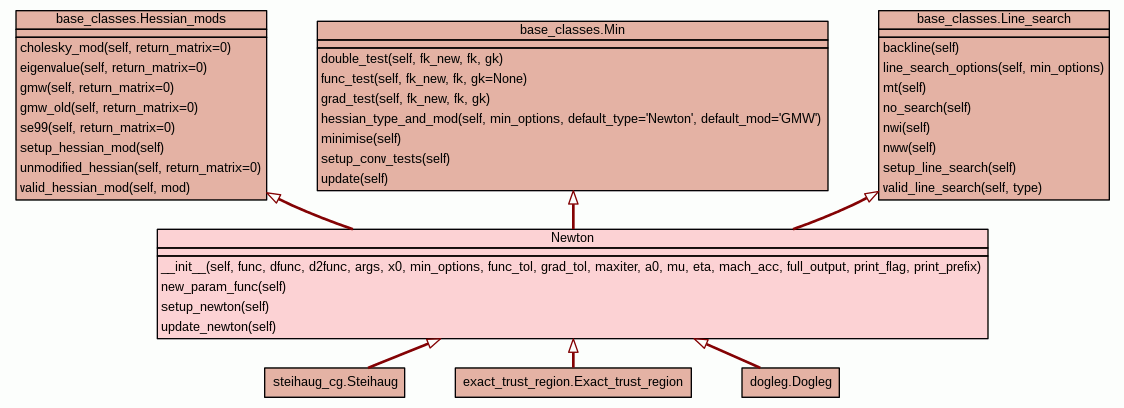 base_classes.Hessian_mods
cholesky_mod(self, return_matrix=0)
eigenvalue(self, return_matrix=0)
gmw(self, return_matrix=0)
gmw_old(self, return_matrix=0)
se99(self, return_matrix=0)
setup_hessian_mod(self)
unmodified_hessian(self, return_matrix=0)
valid_hessian_mod(self, mod)
base_classes.Min
double_test(self, fk_new, fk, gk)
func_test(self, fk_new, fk, gk=None)
grad_test(self, fk_new, fk, gk)
hessian_type_and_mod(self, min_options, default_type='Newton', default_mod='GMW')
minimise(self)
setup_conv_tests(self)
update(self)
base_classes.Line_search
backline(self)
line_search_options(self, min_options)
mt(self)
no_search(self)
nwi(self)
nww(self)
setup_line_search(self)
valid_line_search(self, type)
Newton
__init__(self, func, dfunc, d2func, args, x0, min_options, func_tol, grad_tol, maxiter, a0, mu, eta, mach_acc, full_output, print_flag, print_prefix)
new_param_func(self)
setup_newton(self)
update_newton(self)
steihaug_cg.Steihaug
exact_trust_region.Exact_trust_region
dogleg.Dogleg